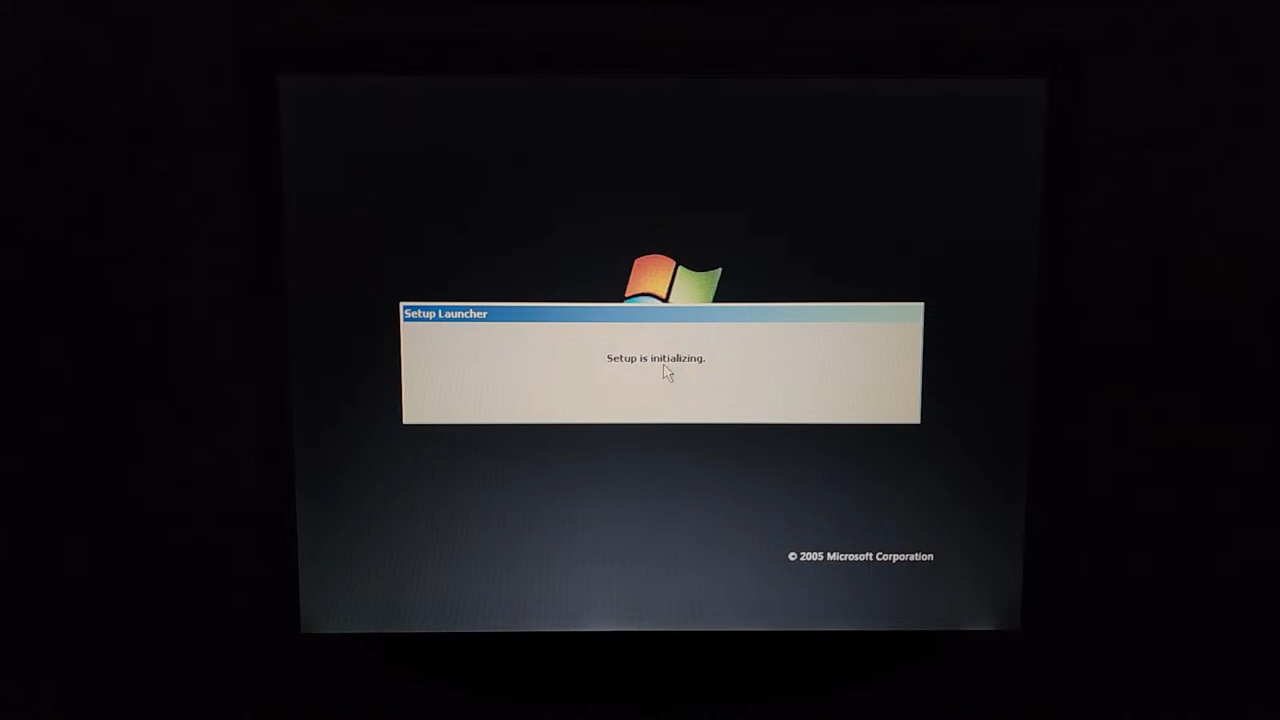 Setup Launcher
Setup is initializing.
© 2005 Microsoft Corporation